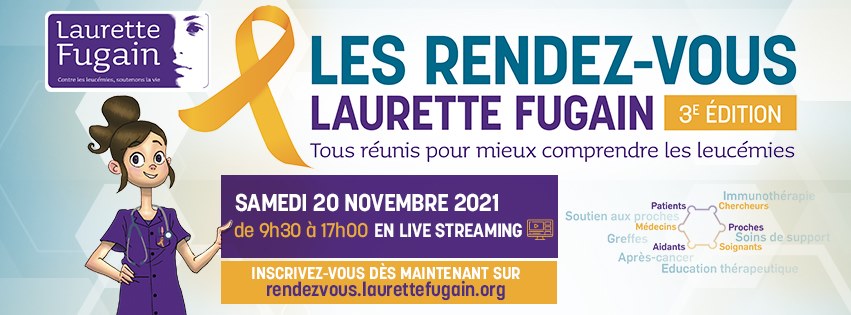 Laurette
Fugain
Contre les leucémies, soutenons la vie
LES RENDEZ-VOUS
LAURETTE FUGAIN 3E ÉDITION
Tous réunis pour mieux comprendre les leucémies
SAMEDI 20 NOVEMBRE 2021
de 9h30 à 17h00 EN LIVE STREAMING
INSCRIVEZ-VOUS DÈS MAINTENANT SUR
rendezvous.laurettefugain.org
Immunothérapie
Patients Chercheurs
Soutien aux proches
Médecins Proches
Greffes Soins de support
Aidants Soignants
Après-cancer
Education thérapeutique